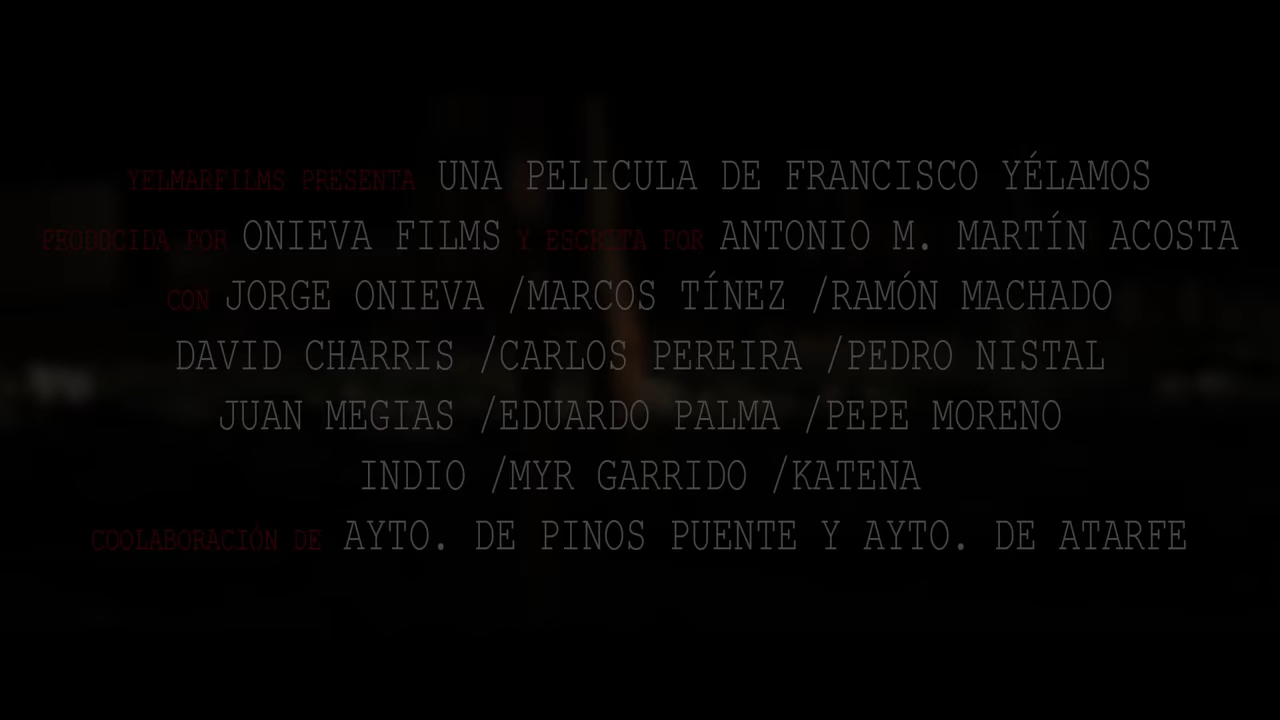 YELMARFILMS PRESENTA UNA PELICULA DE FRANCISCO YÉLAMOS
PRODUCIDA POR ONIEVA FILMS Y ESCRITA POR ANTONIO M. MARTÍN ACOSTA
CON JORGE ONIEVA /MARCOS TÍNEZ /RAMÓN MACHADO
DAVID CHARRIS /CARLOS PEREIRA /PEDRO NISTAL
JUAN MEGIAS /EDUARDO PALMA /PEPE MORENO
INDIO /MYR GARRIDO /KATENA
COOLABORACIÓN DE AYTO. DE PINOS PUENTE Y AYTO. DE ATARFE